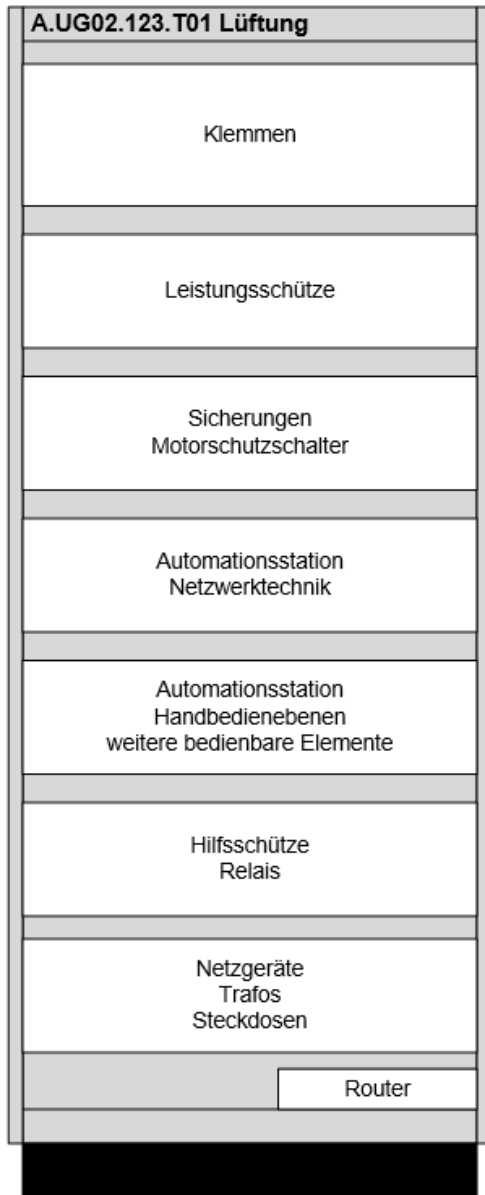 A.UG02.123.T01 Lüftung
Klemmen
Leistungsschütze
Sicherungen
Motorschutzschalter
Automationsstation
Netzwerktechnik
Automationsstation
Handbedienebenen
weitere bedienbare Elemente
Hilfsschütze
Relais
Netzgeräte
Trafos
Steckdosen
Router